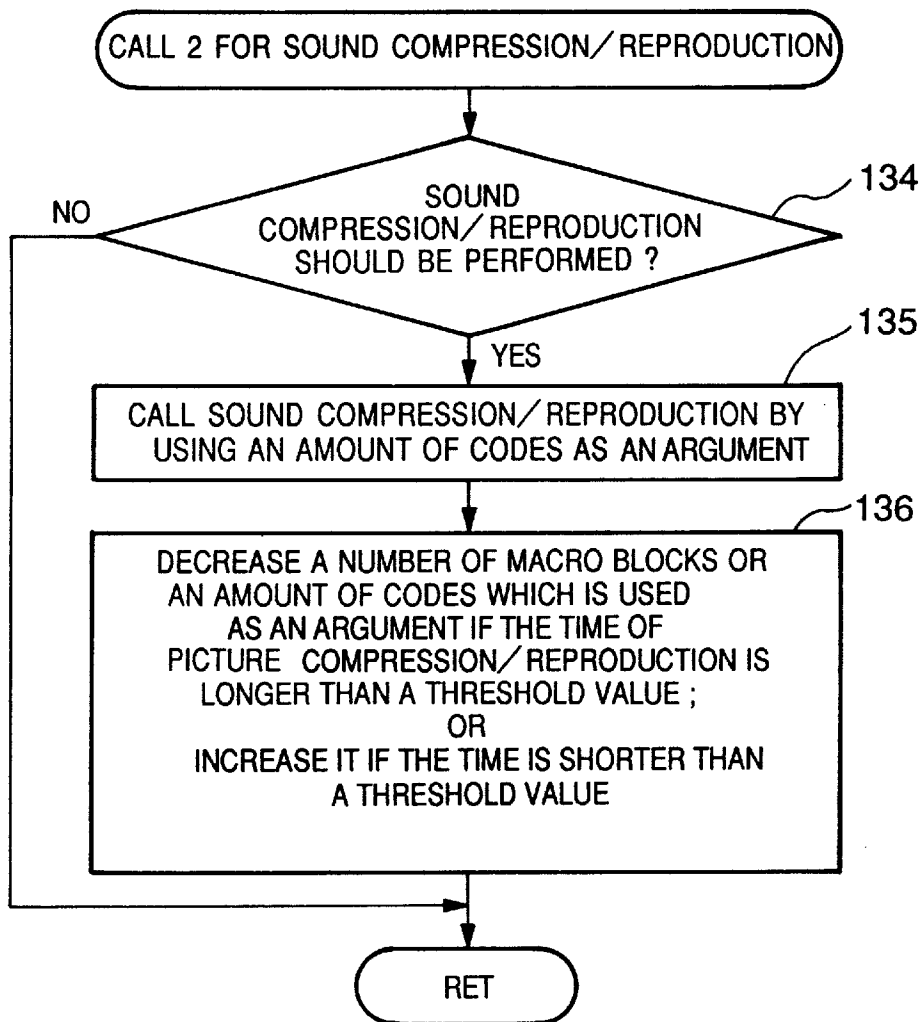 CALL 2 FOR SOUND COMPRESSION/REPRODUCTION
134
NO
SOUND
COMPRESSION/REPRODUCTION
SHOULD BE PERFORMED ?
135
YES
CALL SOUND COMPRESSION/REPRODUCTION BY
USING AN AMOUNT OF CODES AS AN ARGUMENT
136
DECREASE A NUMBER OF MACRO BLOCKS OR
AN AMOUNT OF CODES WHICH IS USED
AS AN ARGUMENT IF THE TIME OF
PICTURE COMPRESSION/REPRODUCTION IS
LONGER THAN A THRESHOLD VALUE ;
OR
INCREASE IT IF THE TIME IS SHORTER THAN
A THRESHOLD VALUE
RET